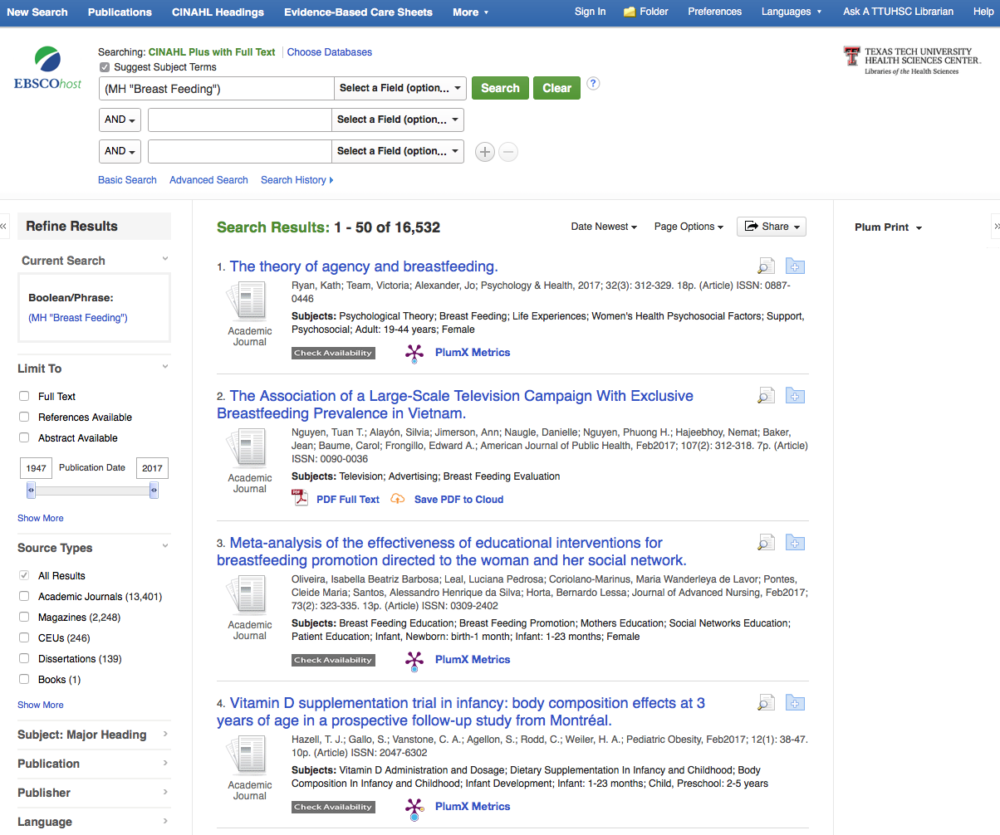 New Search Publications CINAHL Headings Evidence-Based Care Sheets More Sign In Folder Preferences Languages Ask A TTUHSC Librarian Help
EBSCOhost
Searching: CINAHL Plus with Full Text Choose Databases
Suggest Subject Terms
(MH "Breast Feeding") Select a Field (option... Search Clear ?
AND Select a Field (option...
AND Select a Field (option...
Basic Search Advanced Search Search History
TEXAS TECH UNIVERSITY
HEALTH SCIENCES CENTER.
Libraries of the Health Sciences
Refine Results
Current Search
Boolean/Phrase:
(MH "Breast Feeding")
Limit To
Full Text
References Available
Abstract Available
1947 Publication Date 2017
Show More
Source Types
All Results
Academic Journals (13,401)
Magazines (2,248)
CEUs (246)
Dissertations (139)
Books (1)
Show More
Subject: Major Heading
Publication
Publisher
Language
Search Results: 1 - 50 of 16,532
Date Newest Page Options Share
1. The theory of agency and breastfeeding.
Academic
Journal
Ryan, Kath; Team, Victoria; Alexander, Jo; Psychology & Health, 2017; 32(3): 312-329. 18p. (Article) ISSN: 0887-
0446
Subjects: Psychological Theory; Breast Feeding; Life Experiences; Women's Health Psychosocial Factors; Support,
Psychosocial; Adult: 19-44 years; Female
Check Availability PlumX Metrics
2. The Association of a Large-Scale Television Campaign With Exclusive
Breastfeeding Prevalence in Vietnam.
Academic
Journal
Nguyen, Tuan T.; Alayón, Silvia; Jimerson, Ann; Naugle, Danielle; Nguyen, Phuong H.; Hajeebhoy, Nemat; Baker,
Jean; Baume, Carol; Frongillo, Edward A.; American Journal of Public Health, Feb2017; 107(2): 312-318. 7p. (Article)
ISSN: 0090-0036
Subjects: Television; Advertising; Breast Feeding Evaluation
PDF PDF Full Text Save PDF to Cloud
3. Meta-analysis of the effectiveness of educational interventions for
breastfeeding promotion directed to the woman and her social network.
Academic
Journal
Oliveira, Isabella Beatriz Barbosa; Leal, Luciana Pedrosa; Coriolano-Marinus, Maria Wanderleya de Lavor; Pontes,
Cleide Maria; Santos, Alessandro Henrique da Silva; Horta, Bernardo Lessa; Journal of Advanced Nursing, Feb2017;
73(2): 323-335. 13p. (Article) ISSN: 0309-2402
Subjects: Breast Feeding Education; Breast Feeding Promotion; Mothers Education; Social Networks Education;
Patient Education; Infant, Newborn: birth-1 month; Infant: 1-23 months; Female
Check Availability PlumX Metrics
4. Vitamin D supplementation trial in infancy: body composition effects at 3
years of age in a prospective follow-up study from Montréal.
Academic
Journal
Hazell, T. J.; Gallo, S.; Vanstone, C. A.; Agellon, S.; Rodd, C.; Weiler, H. A.; Pediatric Obesity, Feb2017; 12(1): 38-47.
10p. (Article) ISSN: 2047-6302
Subjects: Vitamin D Administration and Dosage; Dietary Supplementation In Infancy and Childhood; Body
Composition In Infancy and Childhood; Infant Development; Infant: 1-23 months; Child, Preschool: 2-5 years
Check Availability PlumX Metrics
Plum Print